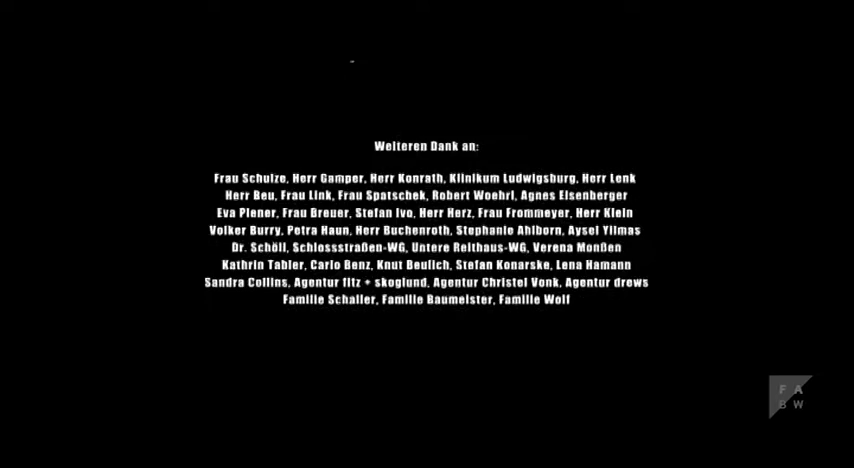 Weiteren Dank an:
Frau Schulze, Herr Gamper, Herr Konrath, Klinikum Ludwigsburg, Herr Lenk
Herr Beu, Frau Link, Frau Spatschek, Robert Woehrl, Agnes Eisenberger
Eva Plener, Frau Breuer, Stefan Ivo, Herr Herz, Frau Frommeyer, Herr Klein
Volker Burry, Petra Haun, Herr Buchenroth, Stephanie Ahlborn, Aysel Yilmas
Dr. Schöll, Schlossstraßen-WG, Untere Reithaus-WG, Verena Monßen
Kathrin Tabler, Carlo Benz, Knut Beulich, Stefan Konarske, Lena Hamann
Sandra Collins, Agentur fitz + skoglund, Agentur Christel Vonk, Agentur drews
Familie Schaller, Familie Baumeister, Familie Wolf
F A
B W